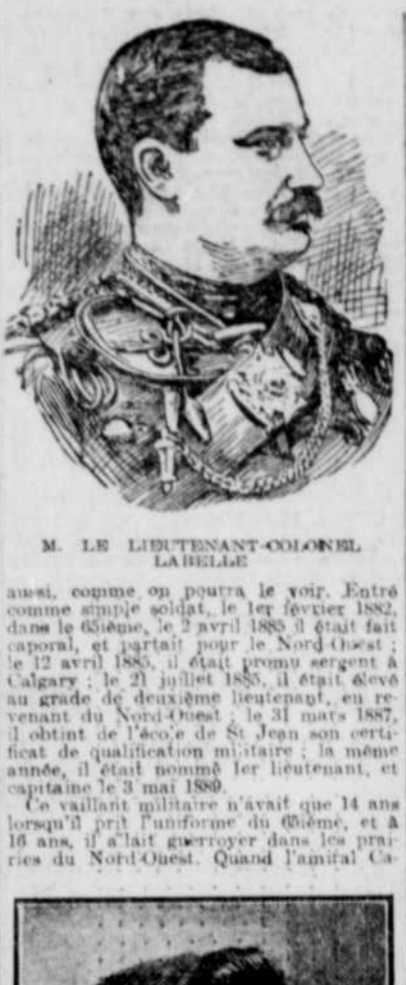 M. LE LIEUTENANT-COLONEL
LABELLE
aussi, comme on pourra le voir. Entré
comme simple soldat, le 1er février 1882,
dans le 65ième, le 2 avril 1885 il était fait
caporal, et partait pour le Nord-Ouest ;
le 12 avril 1885, il était promu sergent à
Calgary ; le 21 juillet 1885, il était élevé
au grade de deuxième lieutenant, en re-
venant du Nord-Ouest ; le 31 mars 1887,
il obtint de l'école de St Jean son certi-
ficat de qualification militaire ; la même
année, il était nommé 1er lieutenant, et
capitaine le 3 mai 1889.
Ce vaillant militaire n'avait que 14 ans
lorsqu'il prit l'uniforme du 65ième, et à
16 ans, il a'lait guerroyer dans les prai-
ries du Nord-Ouest. Quand l'amiral Ca-